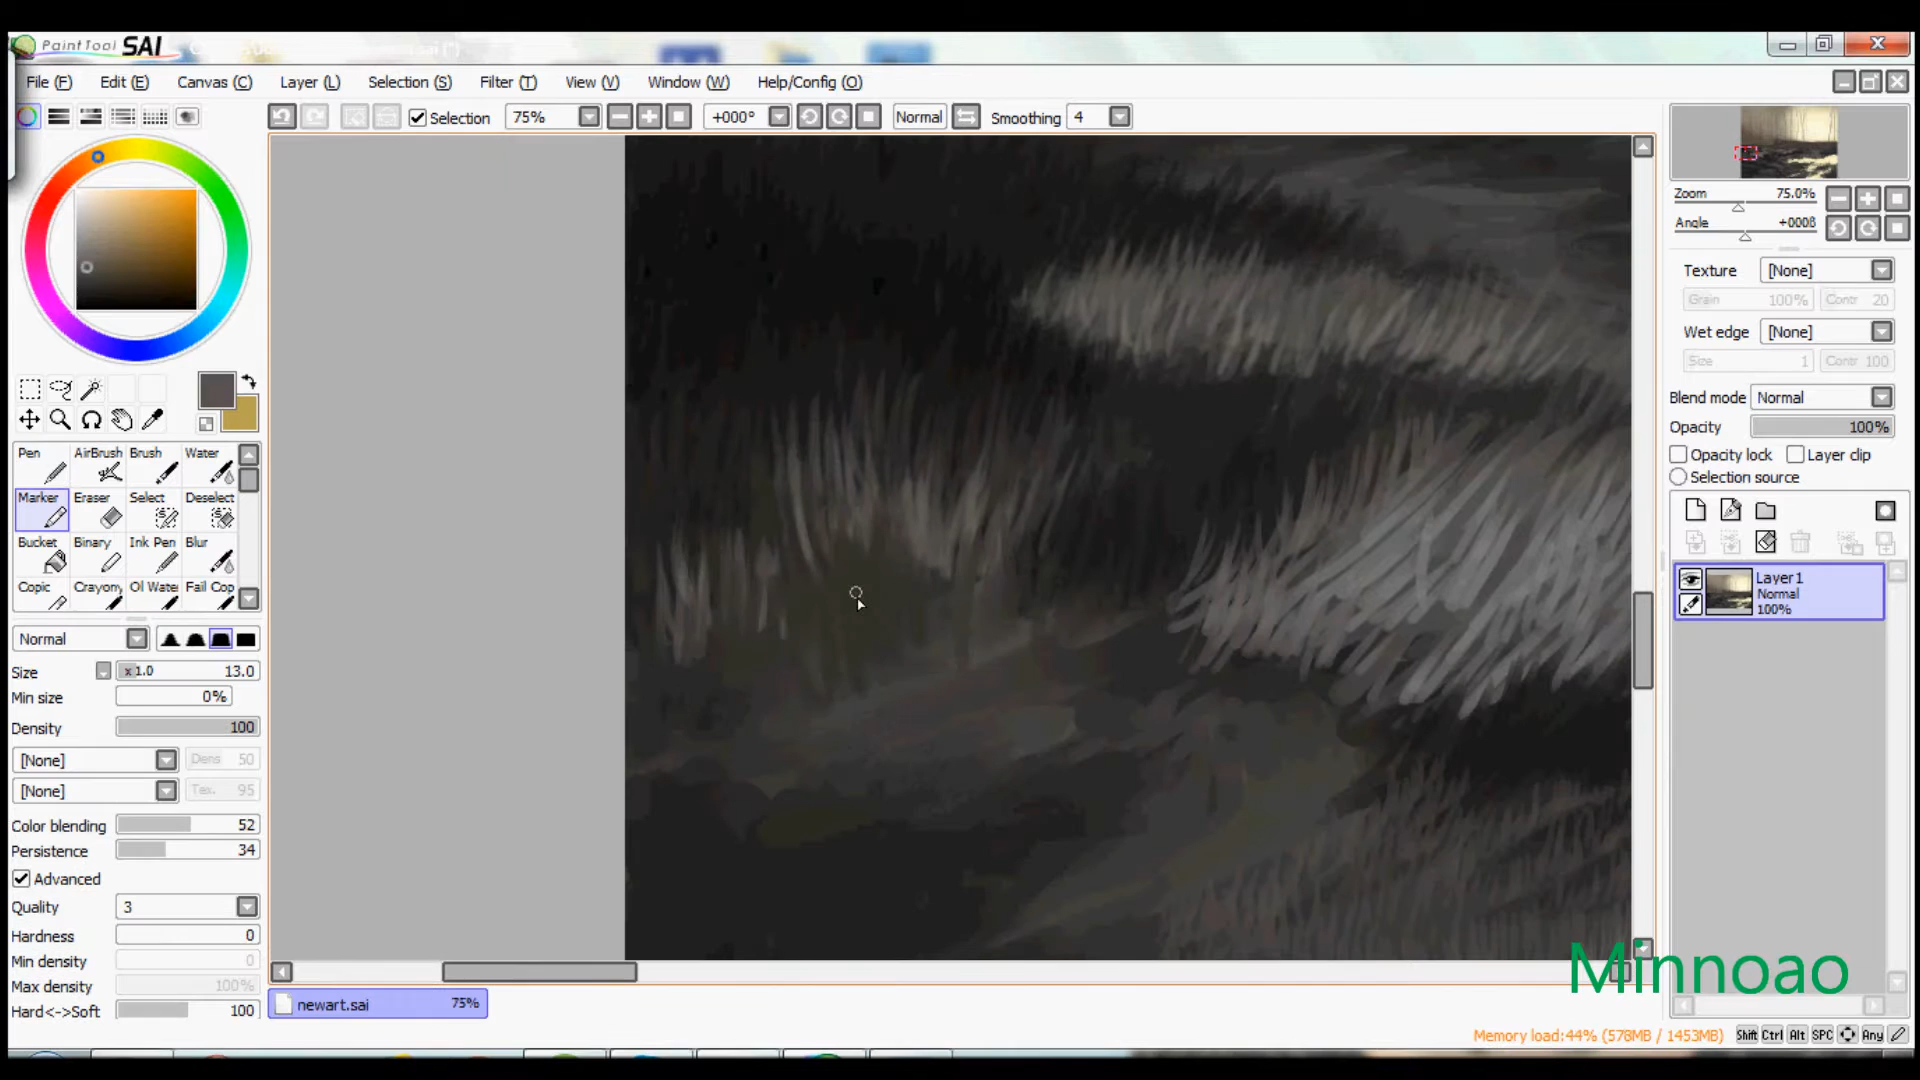 PaintTool SAI
File (F) Edit (E) Canvas (C) Layer (L) Selection (S) Filter (T) View (V) Window (W) Help/Config (O)
Selection 75% +000° Normal Smoothing 4
Zoom 75.0%
Angle +000ß
Texture [None]
Grain 100% Contr 20
Wet edge [None]
Size 1 Contr 100
Blend mode Normal
Opacity 100%
Opacity lock Layer clip
Selection source
Layer1
Normal
100%
Pen AirBrush Brush Water
Marker Eraser Select Deselect
Bucket Binary Ink Pen Blur
Copic Crayony Ol Water Fail Cop
Normal
Size x1.0 13.0
Min size 0%
Density 100
[None] Dens 50
[None] Tex. 95
Color blending 52
Persistence 34
Advanced
Quality 3
Hardness 0
Min density 0
Max density 100%
Hard<->Soft 100
newart.sai 75%
Minnoao
Memory load:44% (578MB / 1453MB) Shift Ctrl Alt SPC Any